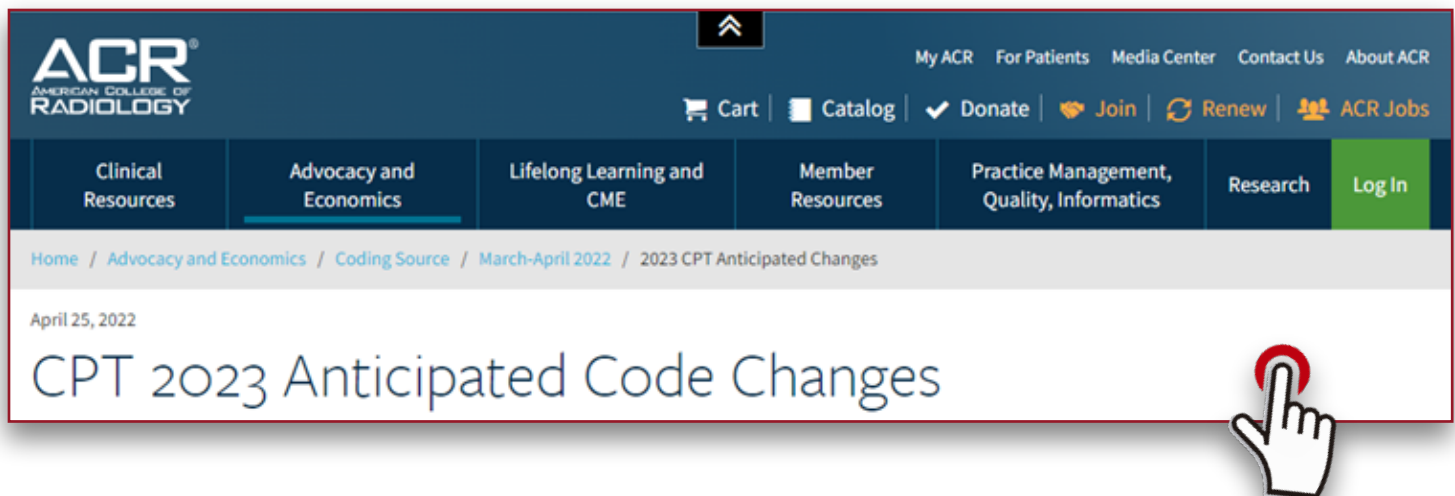 ACR®
AMERICAN COLLEGE OF
RADIOLOGY
My ACR For Patients Media Center Contact Us About ACR
Cart | Catalog | Donate | Join | Renew | ACR Jobs
Clinical Resources
Advocacy and Economics
Lifelong Learning and CME
Member Resources
Practice Management, Quality, Informatics
Research
Log In
Home / Advocacy and Economics / Coding Source / March-April 2022 / 2023 CPT Anticipated Changes
April 25, 2022
CPT 2023 Anticipated Code Changes